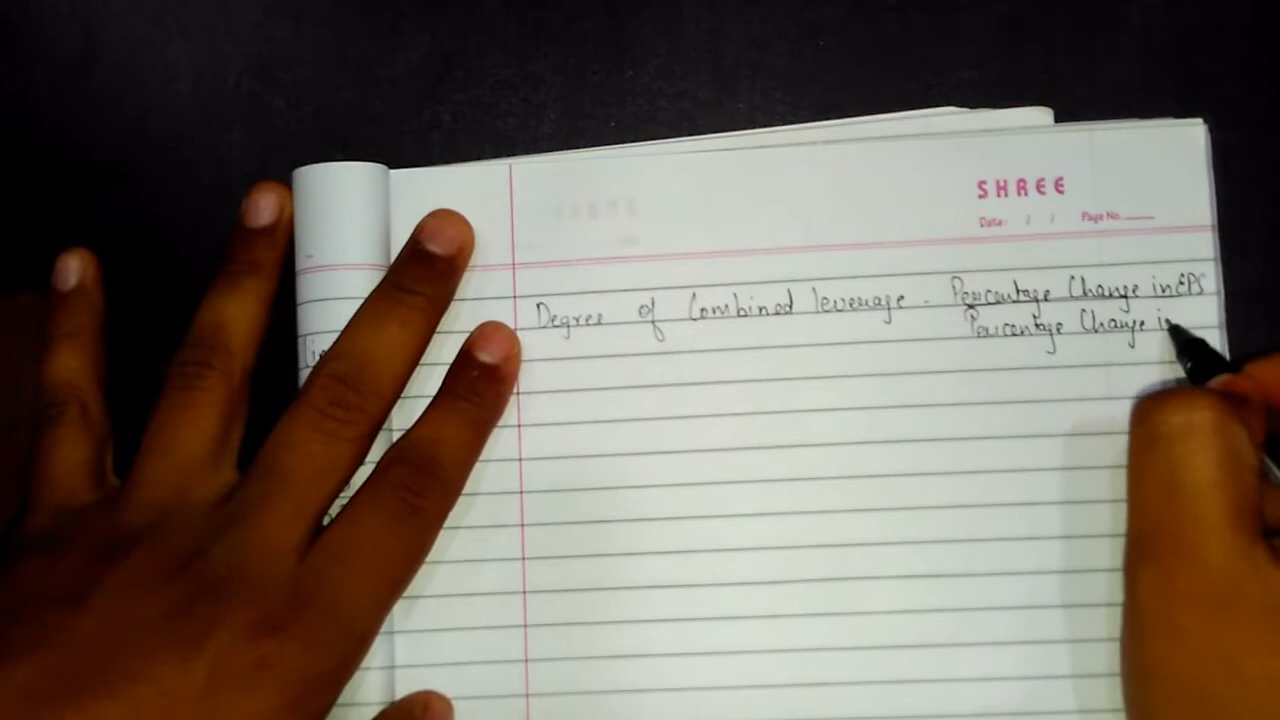 SHREE
Date: / / Page No.
Degree of Combined leverage - Percentage Change in EPS
Percentage Change in